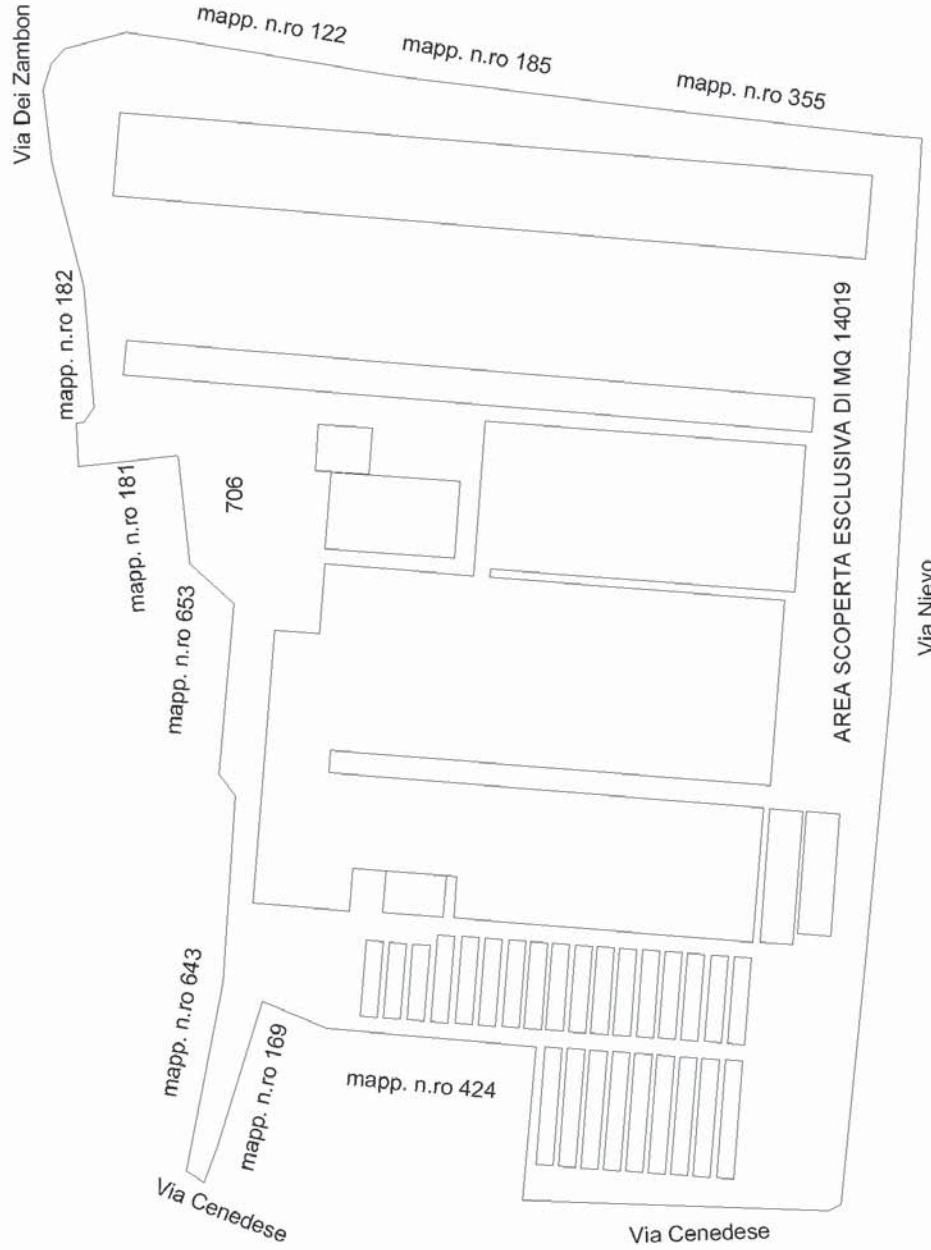 Via Dei Zambon
mapp. n.ro 122
mapp. n.ro 185
mapp. n.ro 355
mapp. n.ro 182
mapp. n.ro 181
706
mapp. n.ro 653
AREA SCOPERTA ESCLUSIVA DI MQ 14019
Via Nievo
mapp. n.ro 643
mapp. n.ro 169
mapp. n.ro 424
Via Cenedese
Via Cenedese